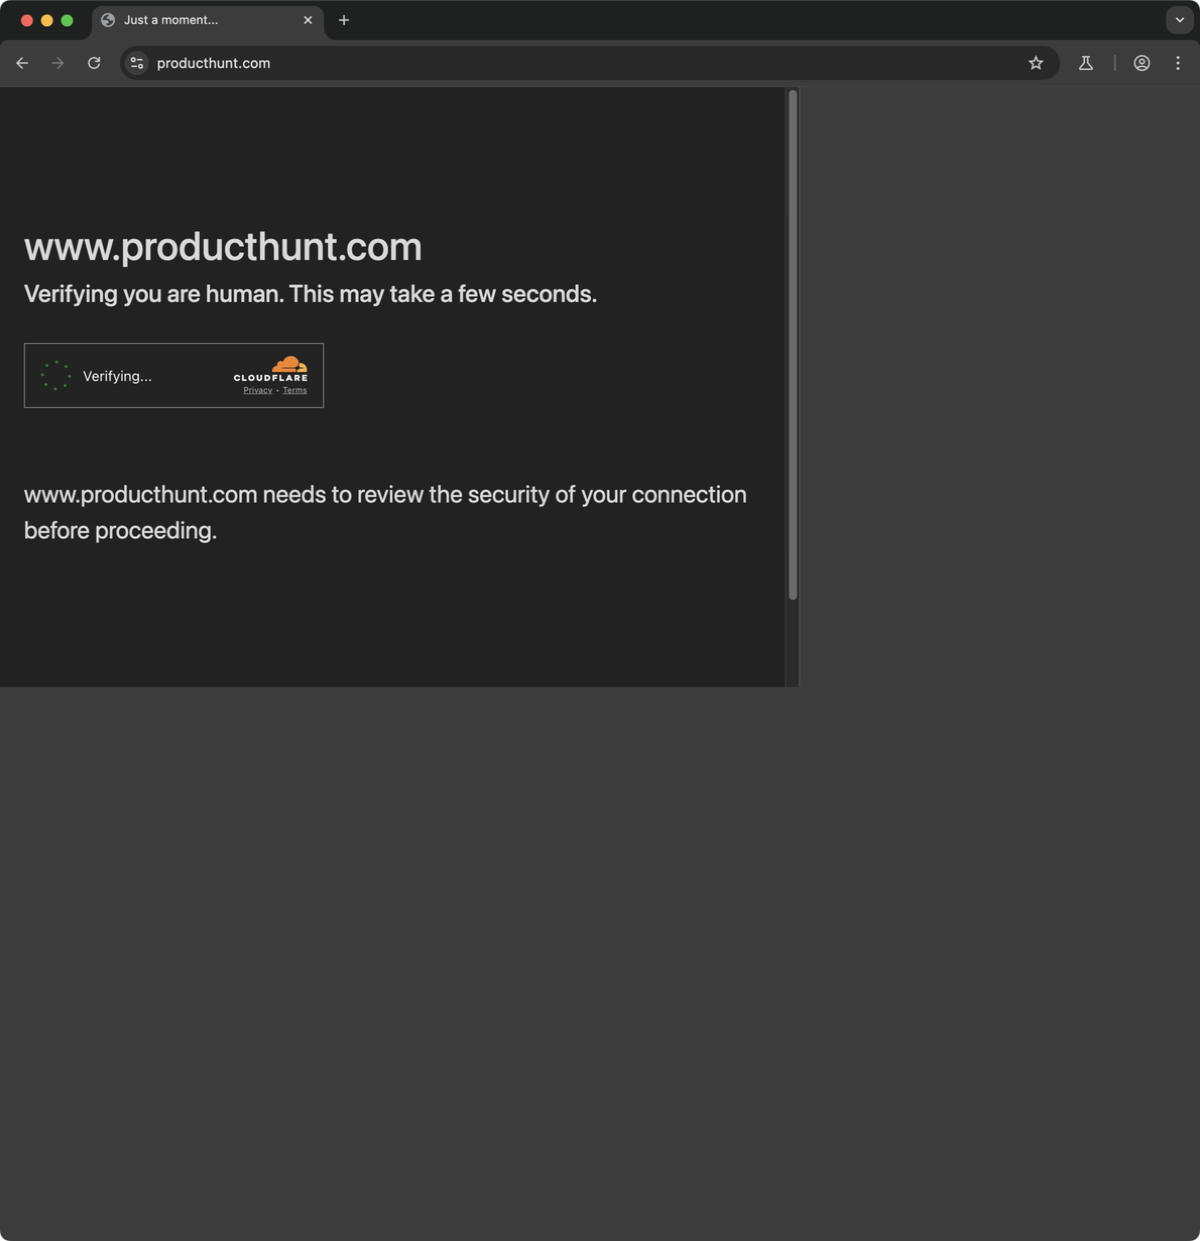 Just a moment...
producthunt.com
www.producthunt.com
Verifying you are human. This may take a few seconds.
Verifying...
CLOUDFLARE
Privacy • Terms
www.producthunt.com needs to review the security of your connection
before proceeding.